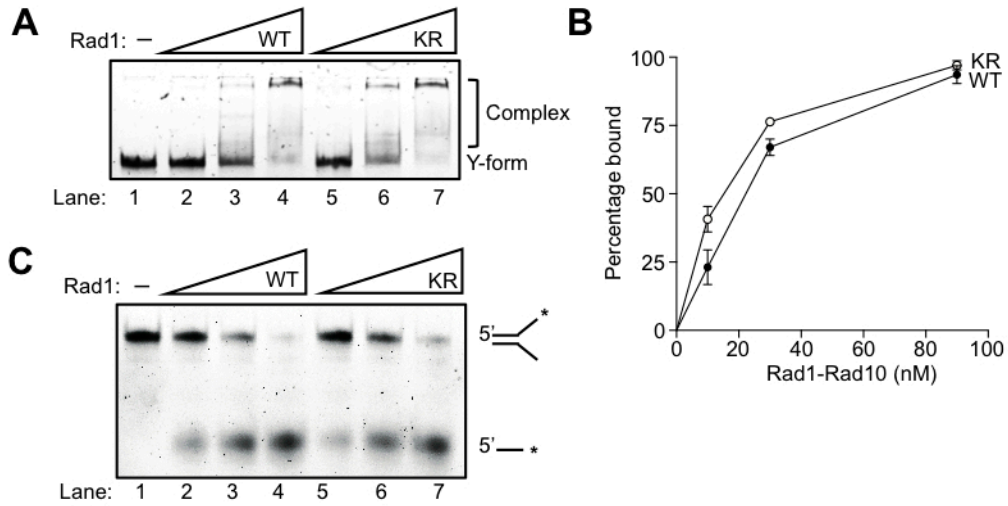 A
Rad1: – WT KR
Complex
Y-form
Lane: 1 2 3 4 5 6 7
B
100
75
50
25
0
Percentage bound
KR
WT
0 20 40 60 80 100
Rad1-Rad10 (nM)
C
Rad1: – WT KR
*
5'
5' *
Lane: 1 2 3 4 5 6 7